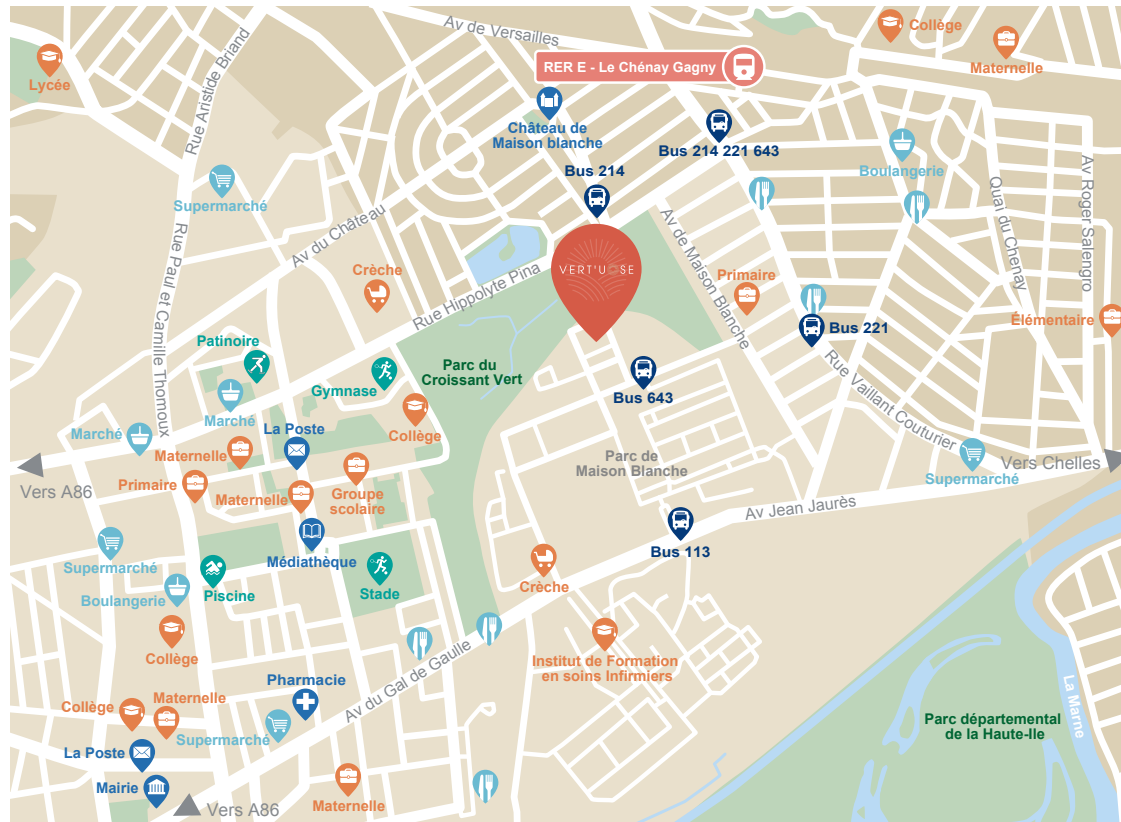 Av de Versailles
Collège
Maternelle
RER E - Le Chénay Gagny
Lycée
Rue Aristide Briand
Château de
Maison blanche
Bus 214 221 643
Boulangerie
Bus 214
Supermarché
Av du Château
Av de Maison Blanche
Quai du Chenay
Av Roger Salengro
Rue Paul et Camille Thomoux
Crèche
Rue Hippolyte Pina
VERT'UOSE
Primaire
Élémentaire
Bus 221
Patinoire
Gymnase
Parc du
Croissant Vert
Bus 643
Rue Vaillant Couturier
Marché
Marché
La Poste
Collège
Maternelle
Parc de
Maison Blanche
Vers A86
Primaire
Maternelle
Groupe
scolaire
Vers Chelles
Supermarché
Av Jean Jaurès
Bus 113
Supermarché
Médiathèque
Boulangerie
Piscine
Stade
Crèche
Collège
Institut de Formation
en soins Infirmiers
Pharmacie
Av du Gal de Gaulle
Collège
Maternelle
Supermarché
La Marne
Parc départemental
de la Haute-Ile
La Poste
Mairie
Vers A86
Maternelle